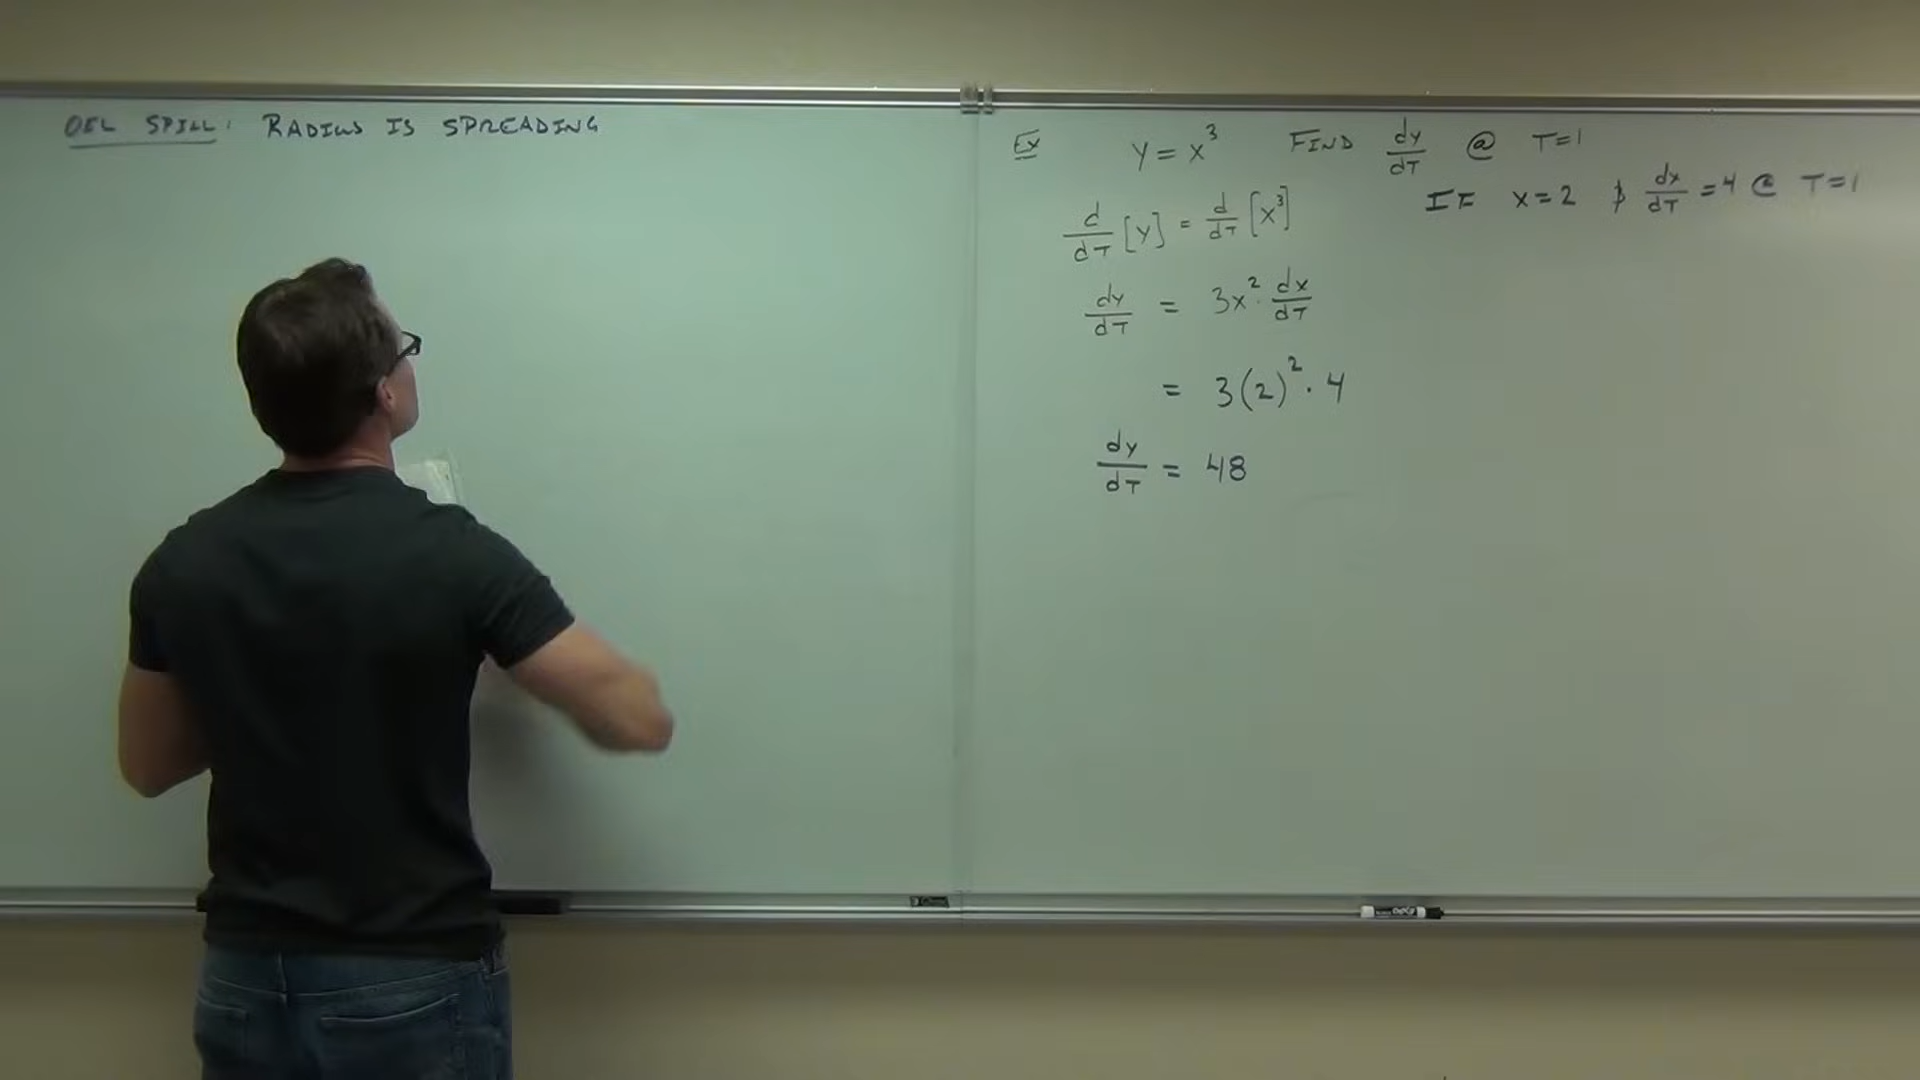 OIL SPILL: RADIUS IS SPREADING
Ex Y = X³ FIND dY/dT @ T=1
IF X=2 & dX/dT = 4 @ T=1
d/dT [Y] = d/dT [X³]
dY/dT = 3X² · dX/dT
= 3(2)² · 4
dY/dT = 48